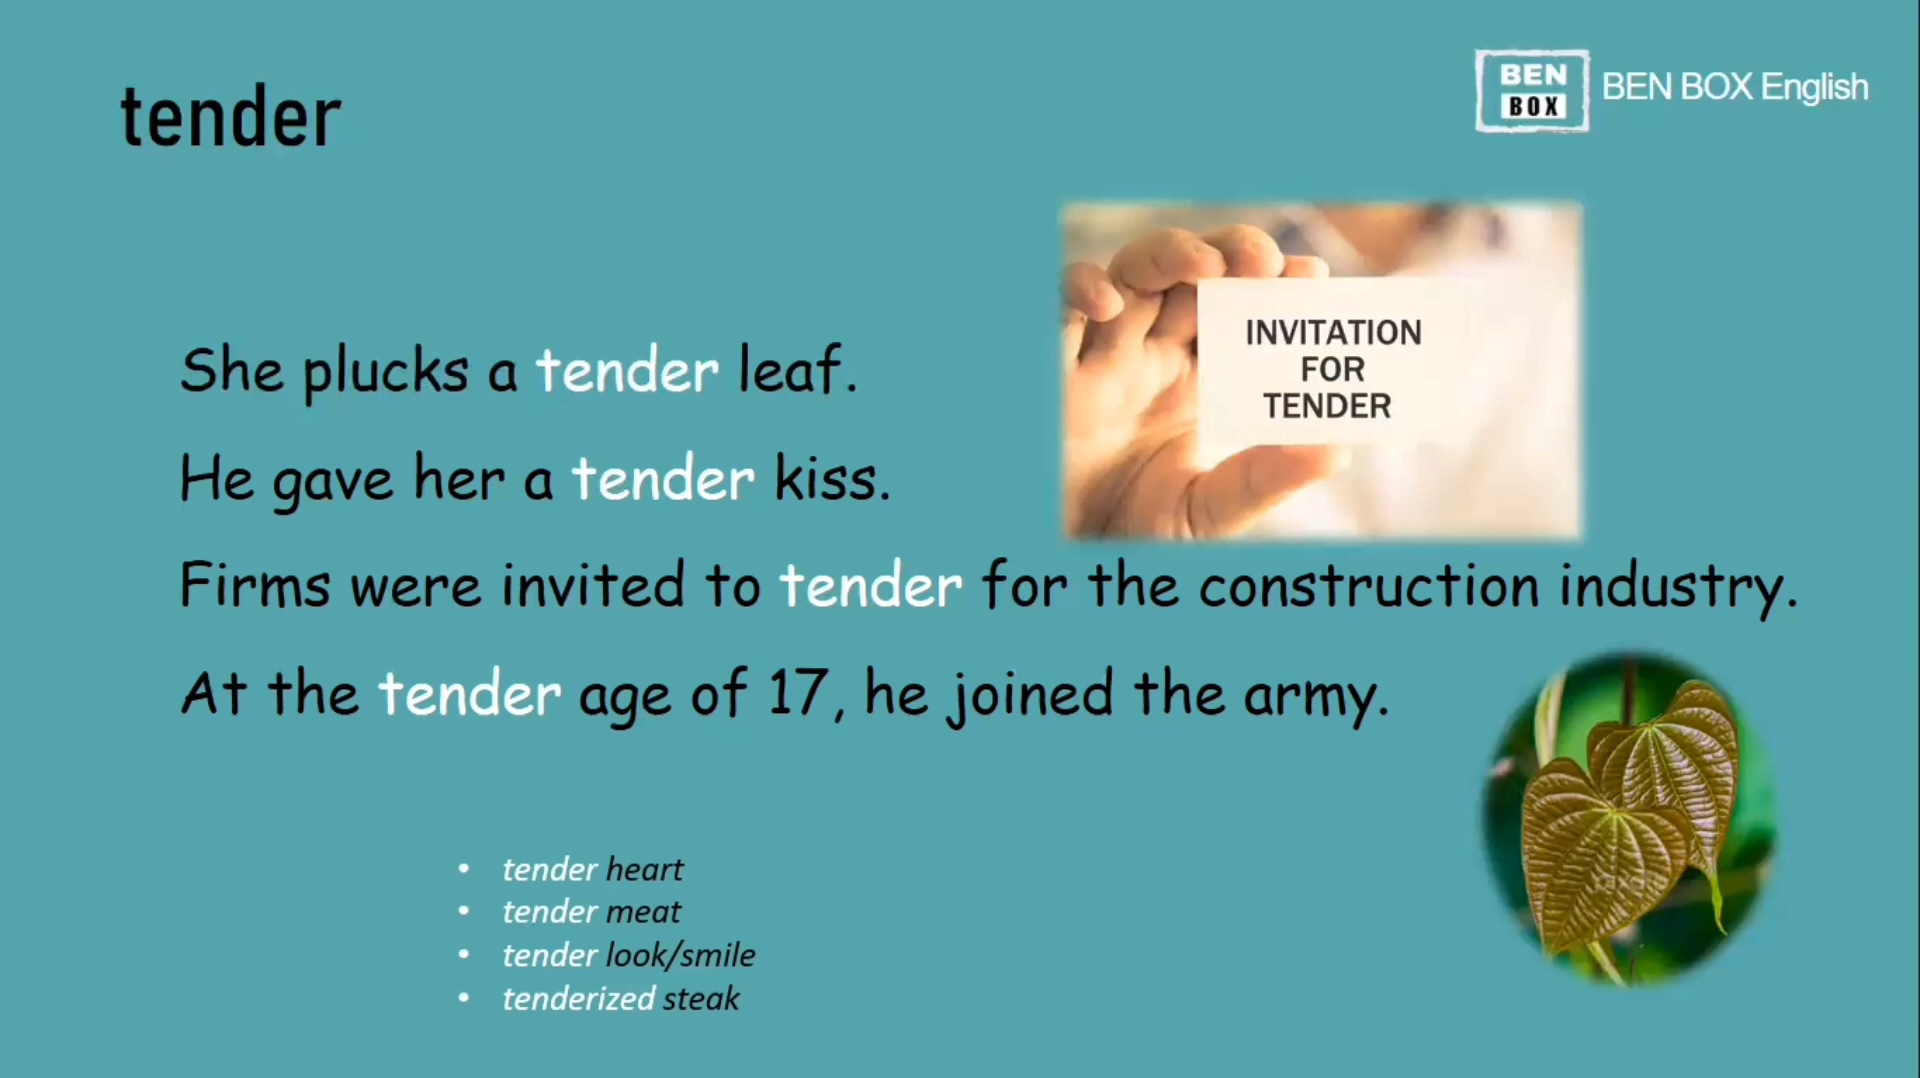 tender
BEN
BOX
BEN BOX English
INVITATION
FOR
TENDER
She plucks a tender leaf.
He gave her a tender kiss.
Firms were invited to tender for the construction industry.
At the tender age of 17, he joined the army.
• tender heart
• tender meat
• tender look/smile
• tenderized steak